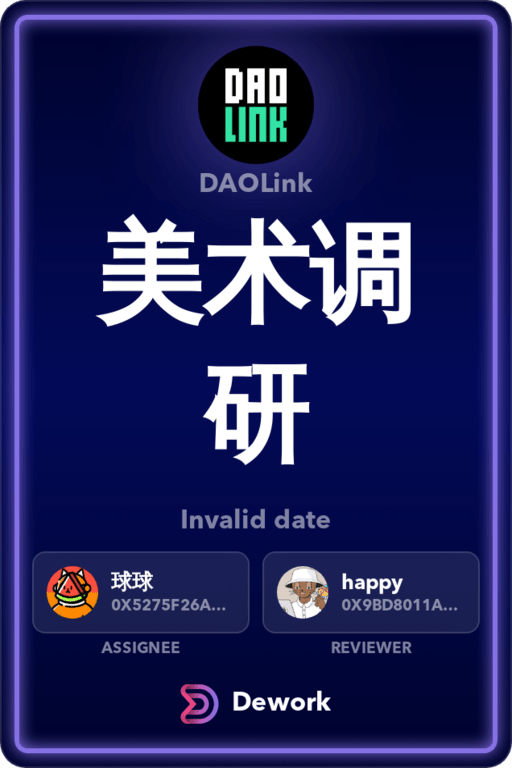 DAO
LINK
DAOLink
美术调
研
Invalid date
球球
0X5275F26A...
happy
0X9BD8011A...
ASSIGNEE
REVIEWER
Dework